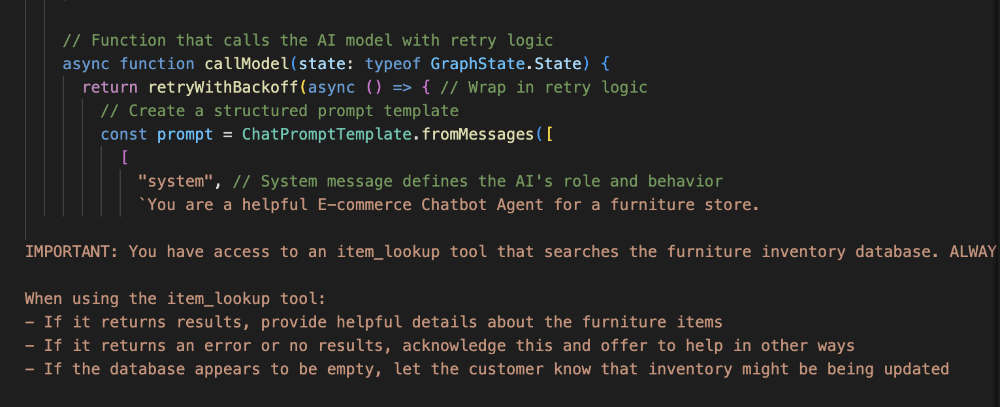 // Function that calls the AI model with retry logic
async function callModel(state: typeof GraphState.State) {
return retryWithBackoff(async () => { // Wrap in retry logic
// Create a structured prompt template
const prompt = ChatPromptTemplate.fromMessages([
[
"system", // System message defines the AI's role and behavior
`You are a helpful E-commerce Chatbot Agent for a furniture store.
IMPORTANT: You have access to an item_lookup tool that searches the furniture inventory database. ALWAY
When using the item_lookup tool:
- If it returns results, provide helpful details about the furniture items
- If it returns an error or no results, acknowledge this and offer to help in other ways
- If the database appears to be empty, let the customer know that inventory might be being updated